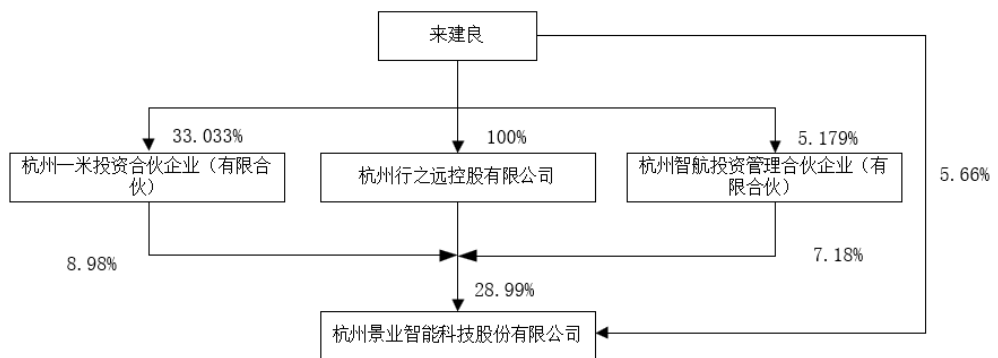 来建良
33.033%
100%
5.179%
杭州一米投资合伙企业（有限合
伙）
杭州行之远控股有限公司
杭州智航投资管理合伙企业（有
限合伙）
5.66%
8.98%
7.18%
28.99%
杭州景业智能科技股份有限公司